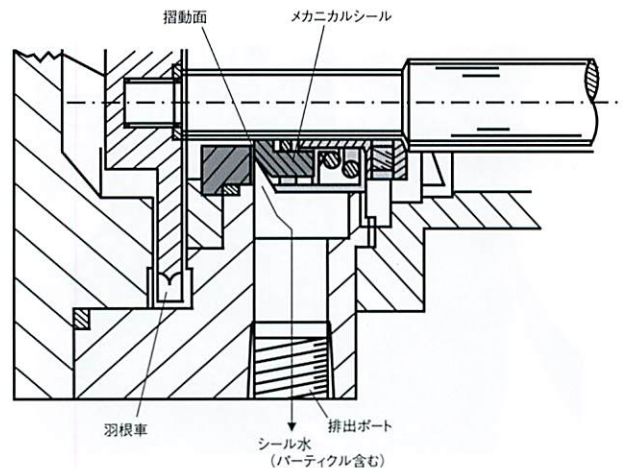 摺動面
メカニカルシール
羽根車
排出ポート
シール水
(パーティクル含む)